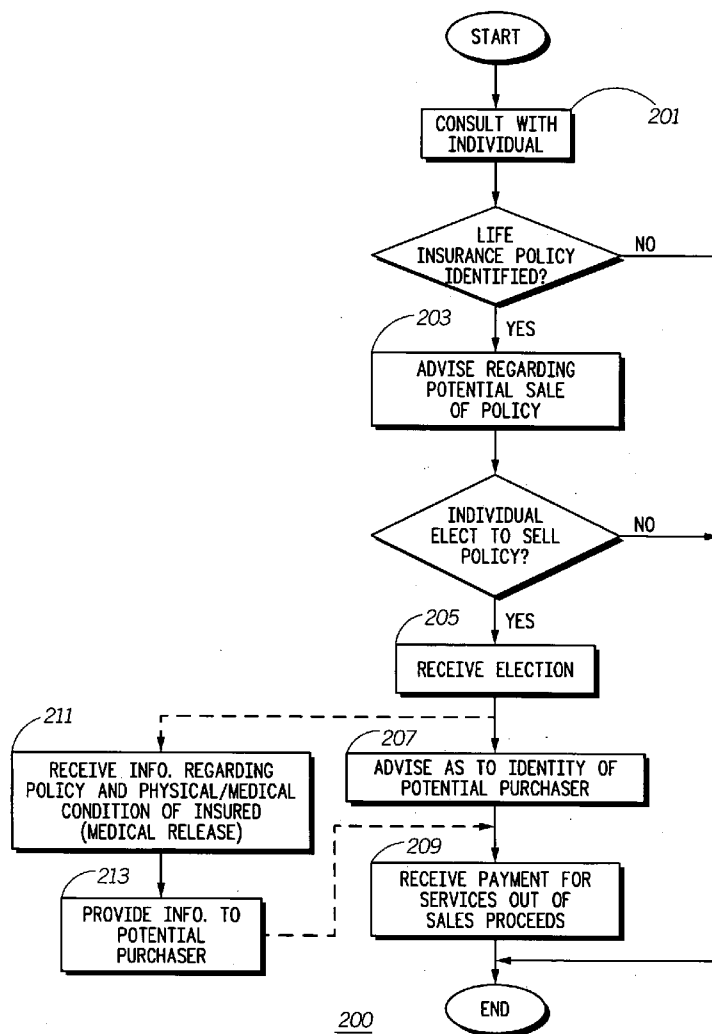 START
201
CONSULT WITH
INDIVIDUAL
LIFE
INSURANCE POLICY
IDENTIFIED?
NO
YES
203
ADVISE REGARDING
POTENTIAL SALE
OF POLICY
INDIVIDUAL
ELECT TO SELL
POLICY?
NO
YES
205
RECEIVE ELECTION
211
RECEIVE INFO. REGARDING
POLICY AND PHYSICAL/MEDICAL
CONDITION OF INSURED
(MEDICAL RELEASE)
207
ADVISE AS TO IDENTITY OF
POTENTIAL PURCHASER
213
PROVIDE INFO. TO
POTENTIAL
PURCHASER
209
RECEIVE PAYMENT FOR
SERVICES OUT OF
SALES PROCEEDS
END
200